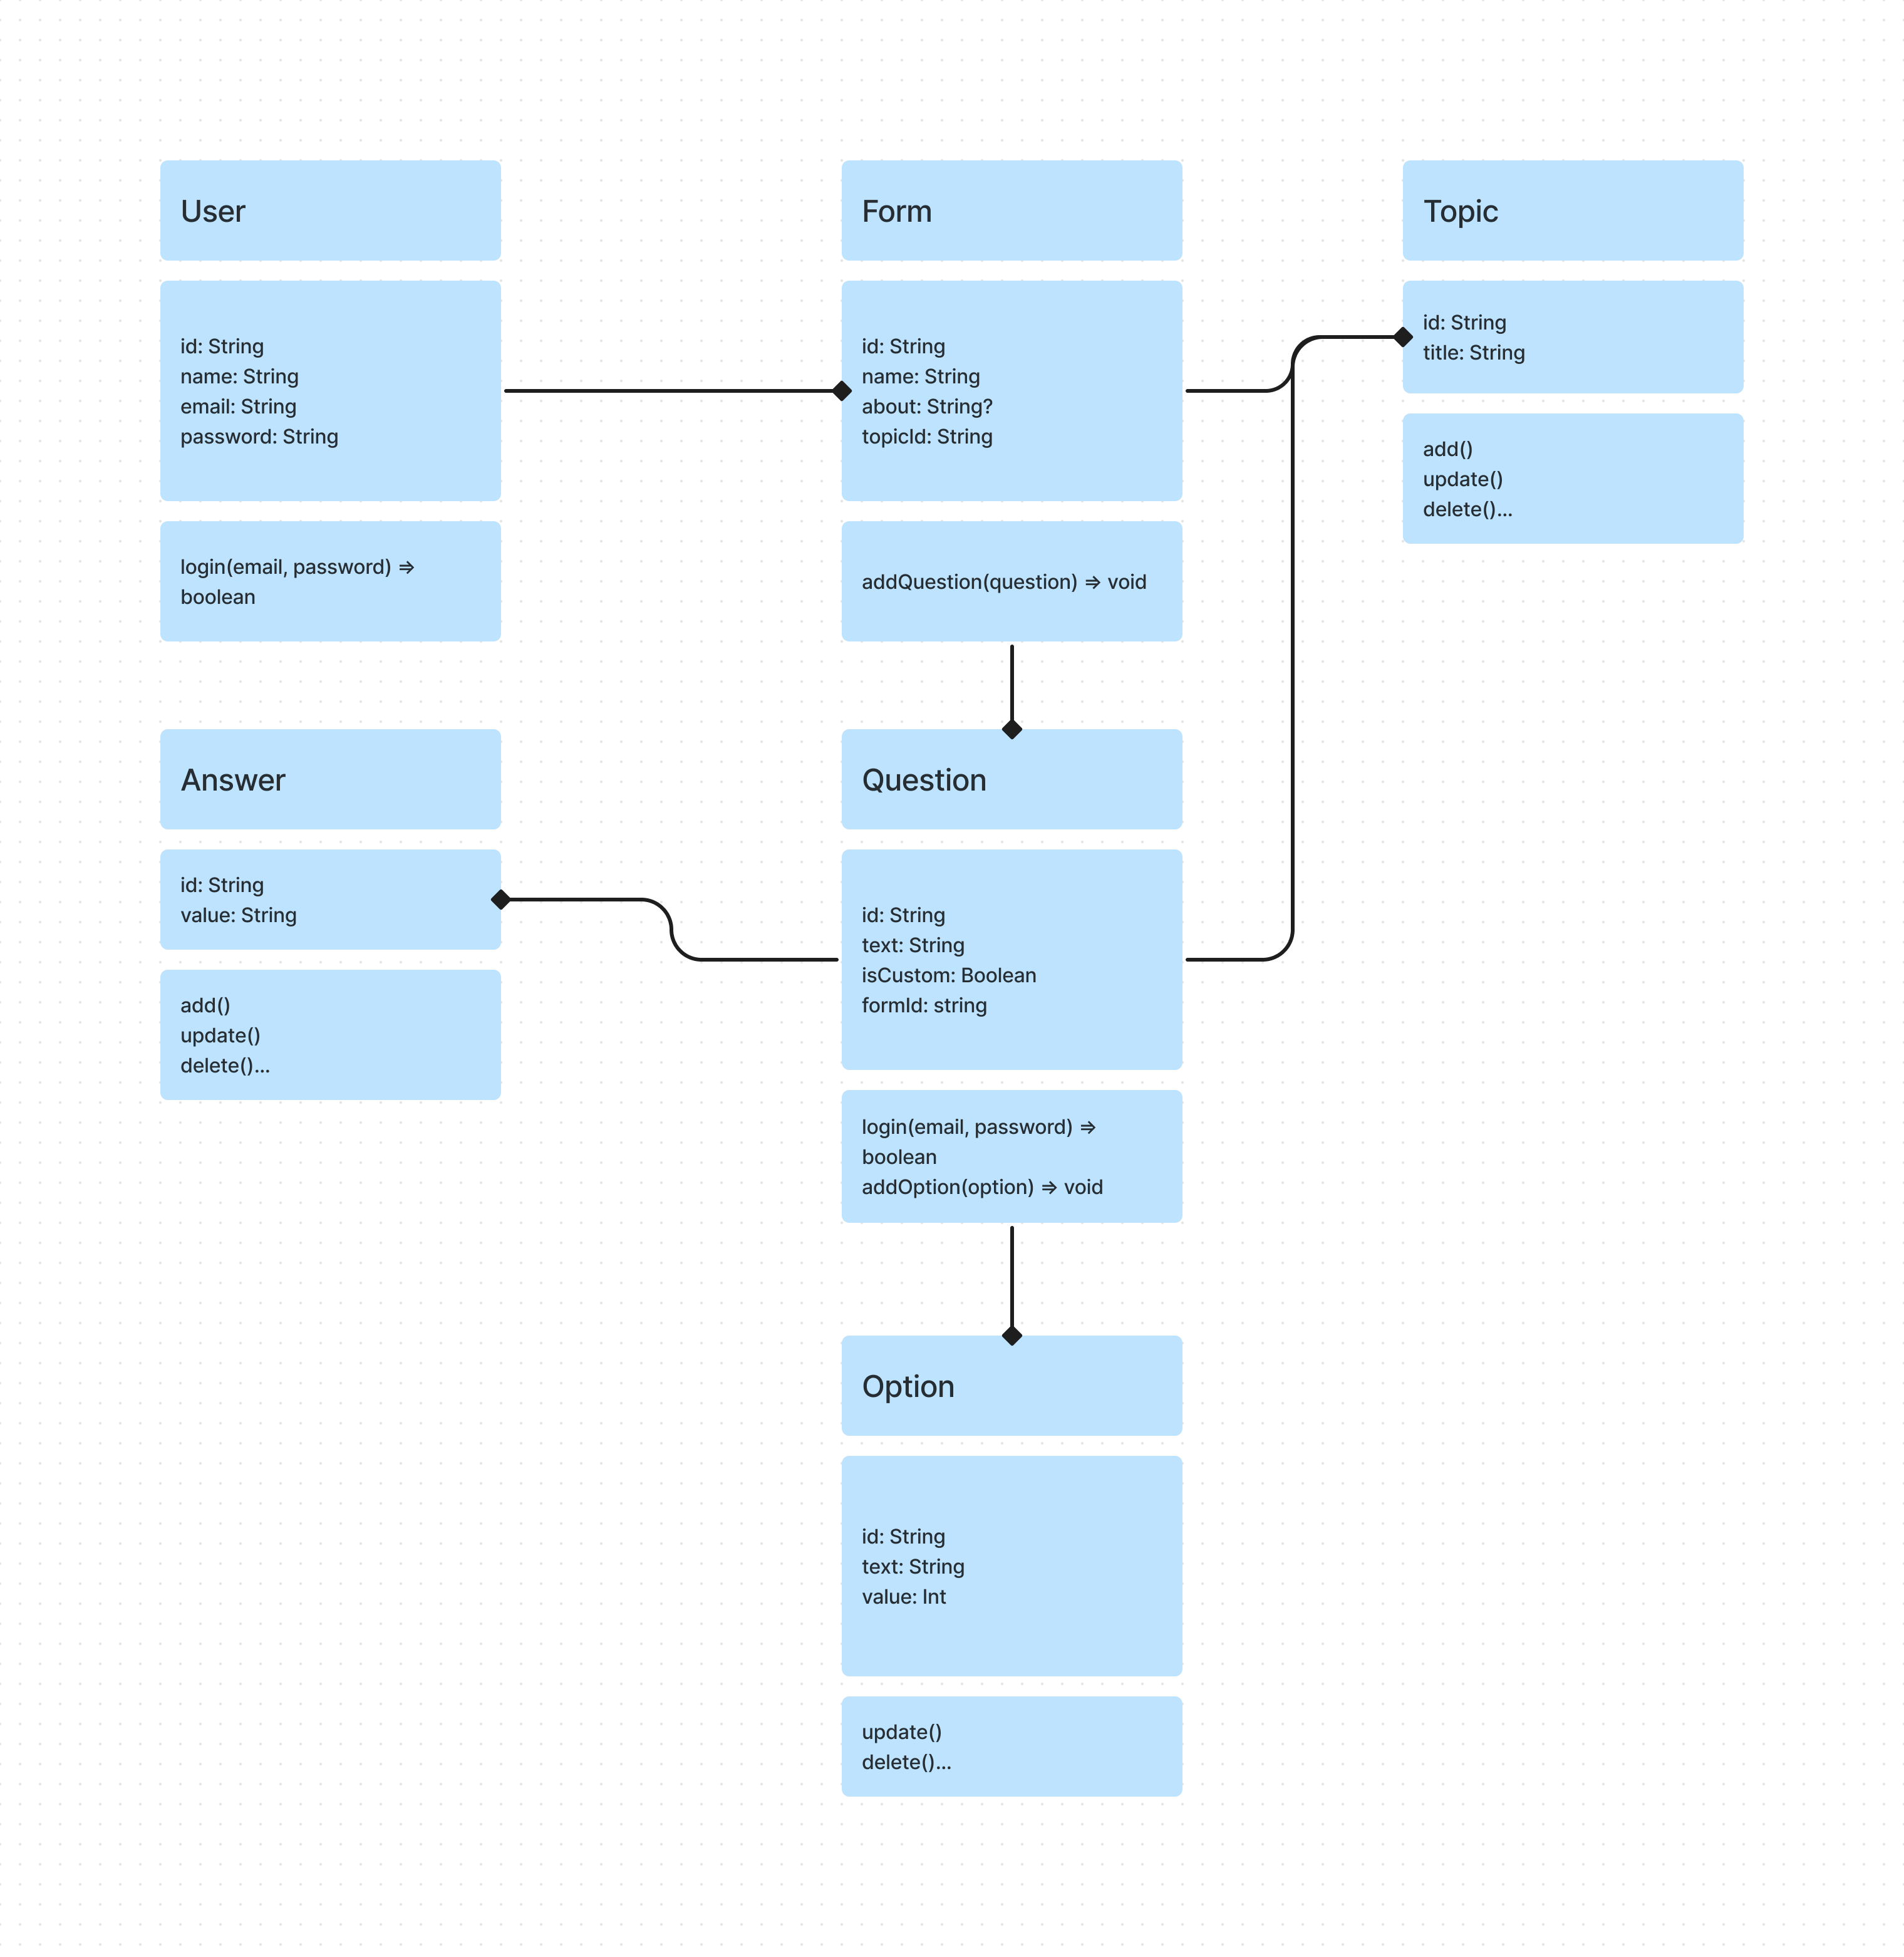 User
id: String
name: String
email: String
password: String
login(email, password) =>
boolean
Form
id: String
name: String
about: String?
topicId: String
addQuestion(question) => void
Topic
id: String
title: String
add()
update()
delete()...
Answer
id: String
value: String
add()
update()
delete()...
Question
id: String
text: String
isCustom: Boolean
formId: string
login(email, password) =>
boolean
addOption(option) => void
Option
id: String
text: String
value: Int
update()
delete()...